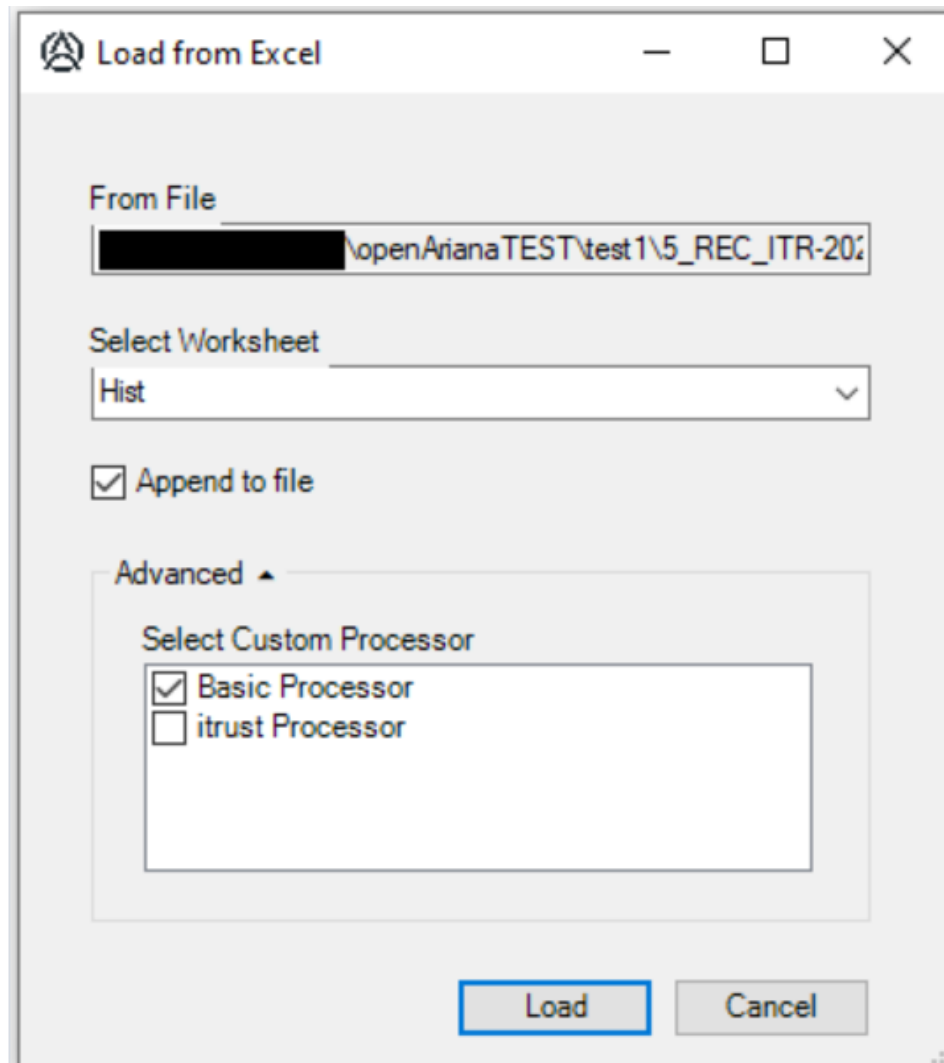 Load from Excel
From File
\openArianaTEST\test1\5_REC_ITR-202
Select Worksheet
Hist
Append to file
Advanced
Select Custom Processor
Basic Processor
itrust Processor
Load Cancel